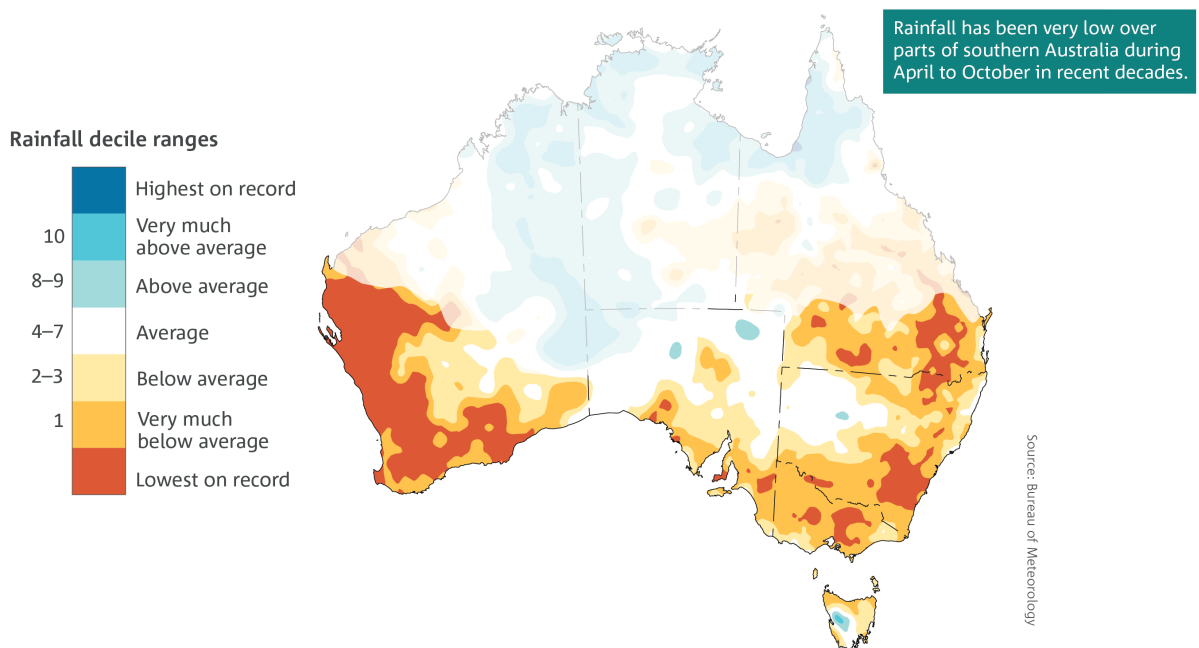 Rainfall has been very low over
parts of southern Australia during
April to October in recent decades.
Rainfall decile ranges
Highest on record
10
Very much
above average
8–9
Above average
4–7
Average
2–3
Below average
1
Very much
below average
Lowest on record
Source: Bureau of Meteorology